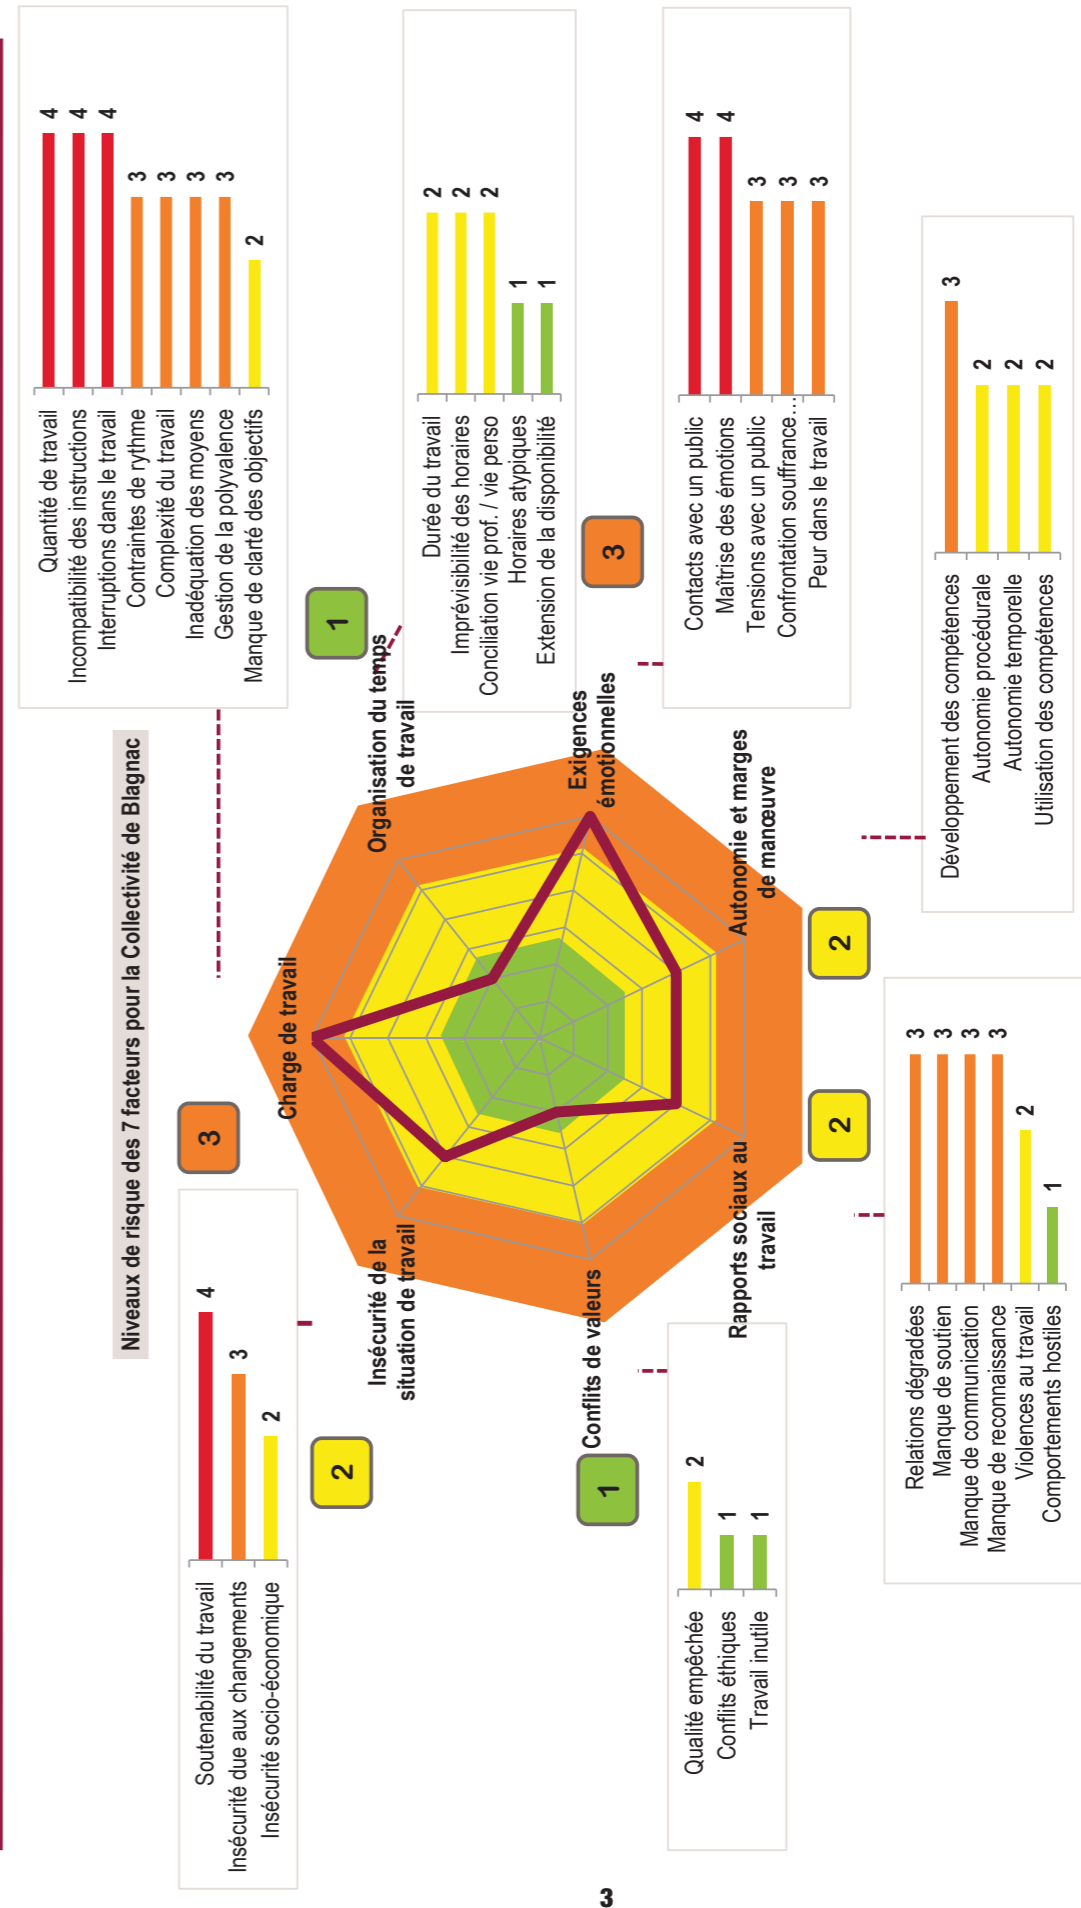 Niveaux de risque des 7 facteurs pour la Collectivité de Blagnac
Soutenabilité du travail 4
Insécurité due aux changements 3
Insécurité socio-économique 2
3
Charge de travail
Quantité de travail 4
Incompatibilité des instructions 4
Interruptions dans le travail 4
Contraintes de rythme 3
Complexité du travail 3
Inadéquation des moyens 3
Gestion de la polyvalence 3
Manque de clarté des objectifs 2
2
Insécurité de la
situation de travail
1
Organisation du temps
de travail
Durée du travail 2
Imprévisibilité des horaires 2
Conciliation vie prof. / vie perso 2
Horaires atypiques 1
Extension de la disponibilité 1
1
Conflits de valeurs
Exigences
émotionnelles
3
Qualité empêchée 2
Conflits éthiques 1
Travail inutile 1
Contacts avec un public 4
Maîtrise des émotions 4
Tensions avec un public 3
Confrontation souffrance… 3
Peur dans le travail 3
Rapports sociaux au
travail
Autonomie et marges
de manœuvre
2
2
Relations dégradées 3
Manque de soutien 3
Manque de communication 3
Manque de reconnaissance 3
Violences au travail 2
Comportements hostiles 1
Développement des compétences 3
Autonomie procédurale 2
Autonomie temporelle 2
Utilisation des compétences 2
3